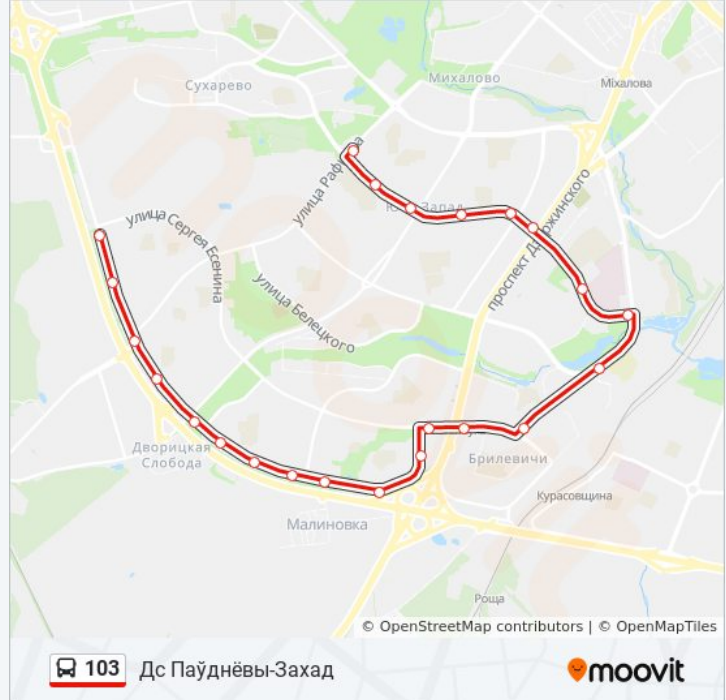 Сухарево
Михалово
Міхалова
улица
проспект Дзержинского
улица Сергея Есенина
улица Белецкого
Дворицкая
Слобода
Брилевичи
Курасовщина
Малиновка
Роща
© OpenStreetMap contributors | © OpenMapTiles
103 Дс Паўднёвы-Захад
moovit